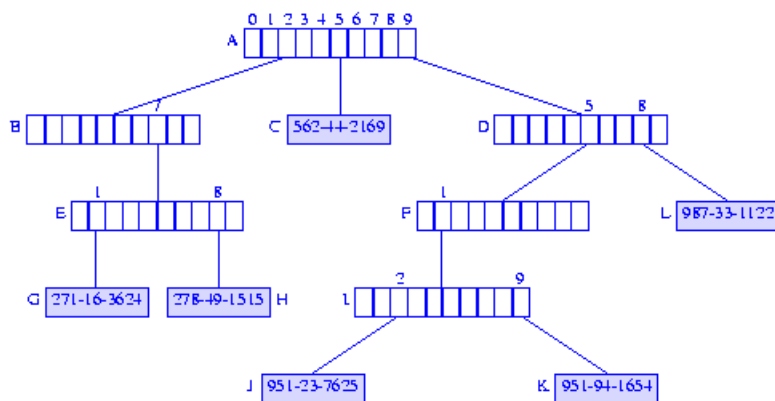 0 1 2 3 4 5 6 7 8 9
A
7 5 8
B C 562-44-2169 D
1 8 1
E F L 987-33-1122
2 9
G 271-16-3624 278-49-1515 H I
J 951-23-7625 K 951-94-1654